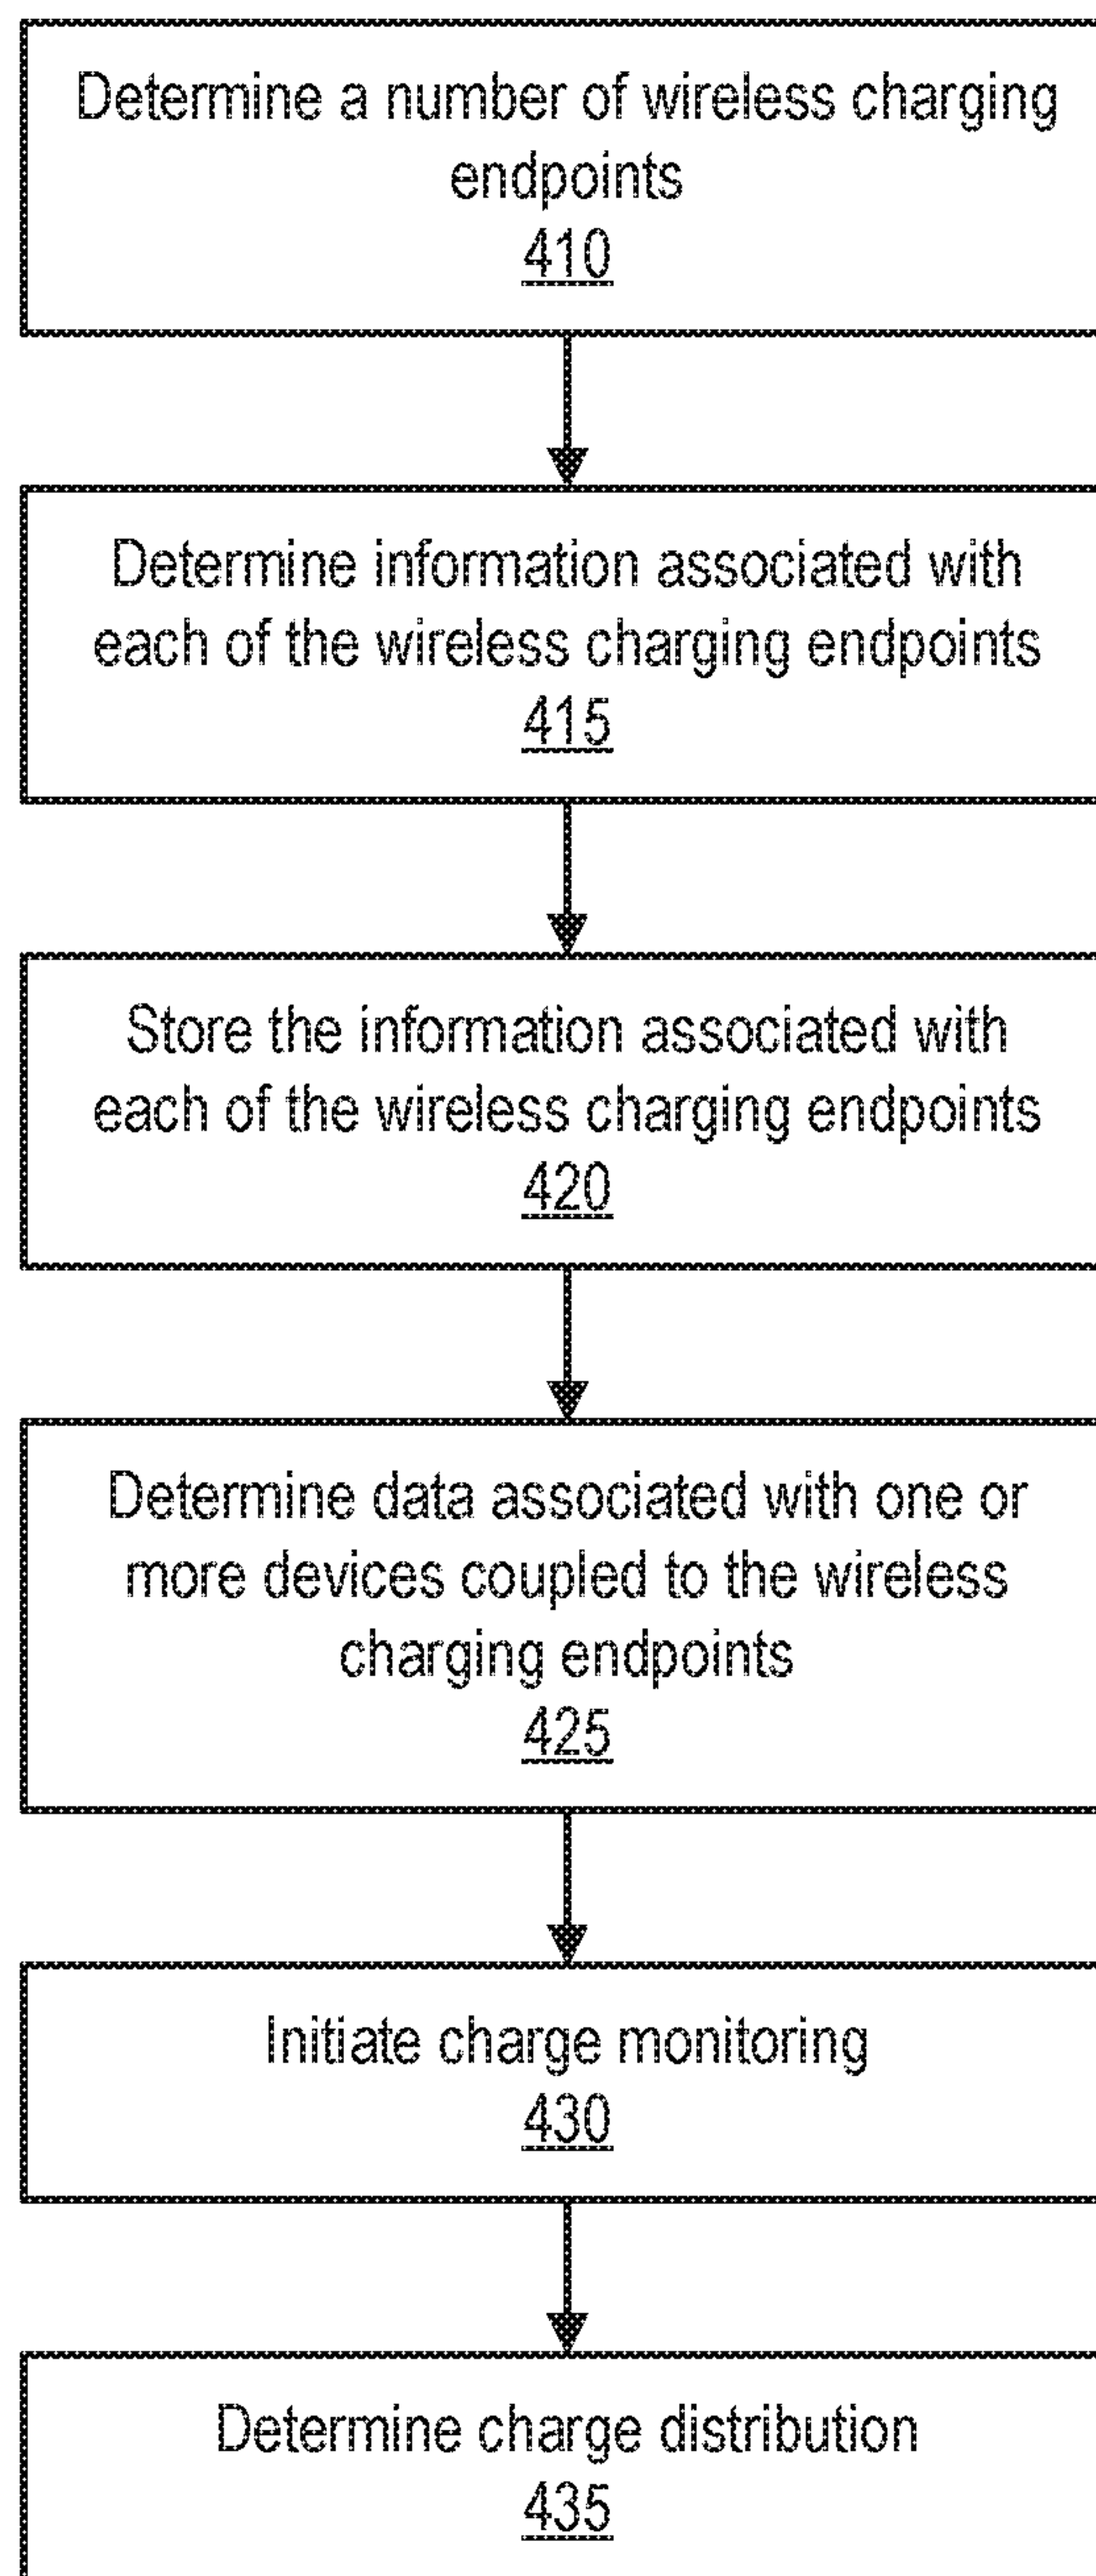 Determine a number of wireless charging
endpoints
410
Determine information associated with
each of the wireless charging endpoints
415
Store the information associated with
each of the wireless charging endpoints
420
Determine data associated with one or
more devices coupled to the wireless
charging endpoints
425
Initiate charge monitoring
430
Determine charge distribution
435